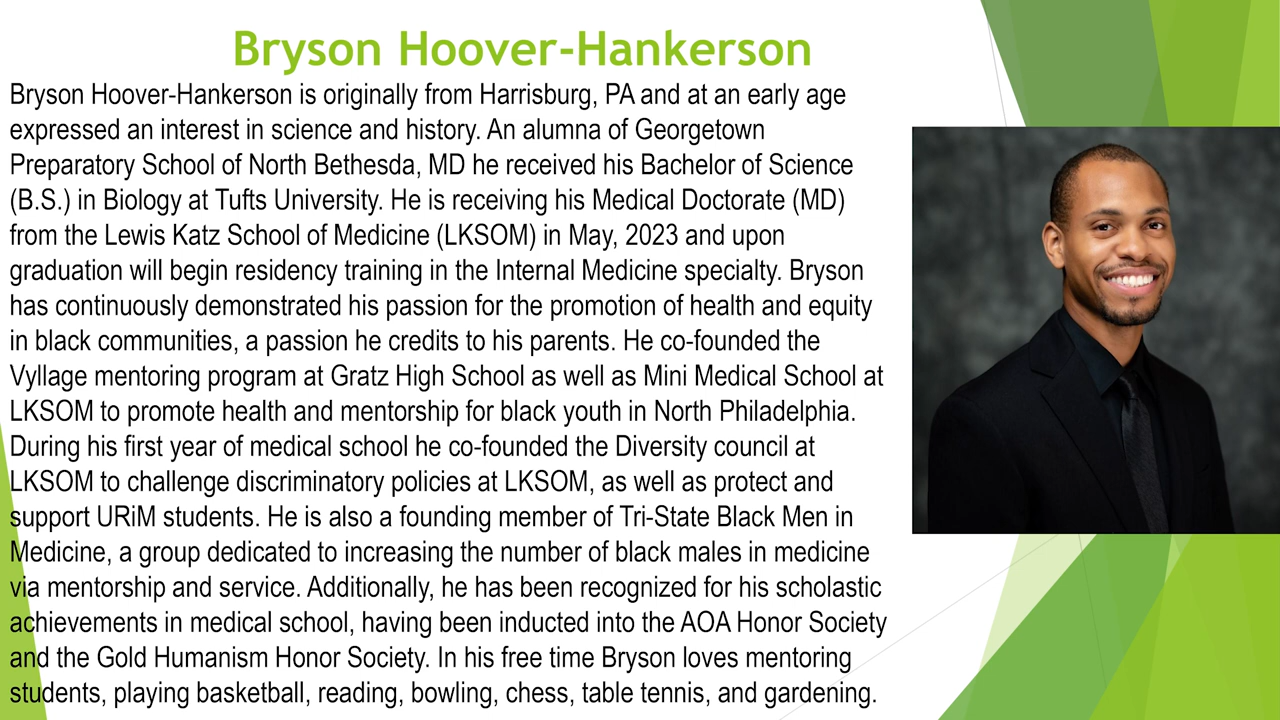 Bryson Hoover-Hankerson
Bryson Hoover-Hankerson is originally from Harrisburg, PA and at an early age
expressed an interest in science and history. An alumna of Georgetown
Preparatory School of North Bethesda, MD he received his Bachelor of Science
(B.S.) in Biology at Tufts University. He is receiving his Medical Doctorate (MD)
from the Lewis Katz School of Medicine (LKSOM) in May, 2023 and upon
graduation will begin residency training in the Internal Medicine specialty. Bryson
has continuously demonstrated his passion for the promotion of health and equity
in black communities, a passion he credits to his parents. He co-founded the
Vyllage mentoring program at Gratz High School as well as Mini Medical School at
LKSOM to promote health and mentorship for black youth in North Philadelphia.
During his first year of medical school he co-founded the Diversity council at
LKSOM to challenge discriminatory policies at LKSOM, as well as protect and
support URiM students. He is also a founding member of Tri-State Black Men in
Medicine, a group dedicated to increasing the number of black males in medicine
via mentorship and service. Additionally, he has been recognized for his scholastic
achievements in medical school, having been inducted into the AOA Honor Society
and the Gold Humanism Honor Society. In his free time Bryson loves mentoring
students, playing basketball, reading, bowling, chess, table tennis, and gardening.